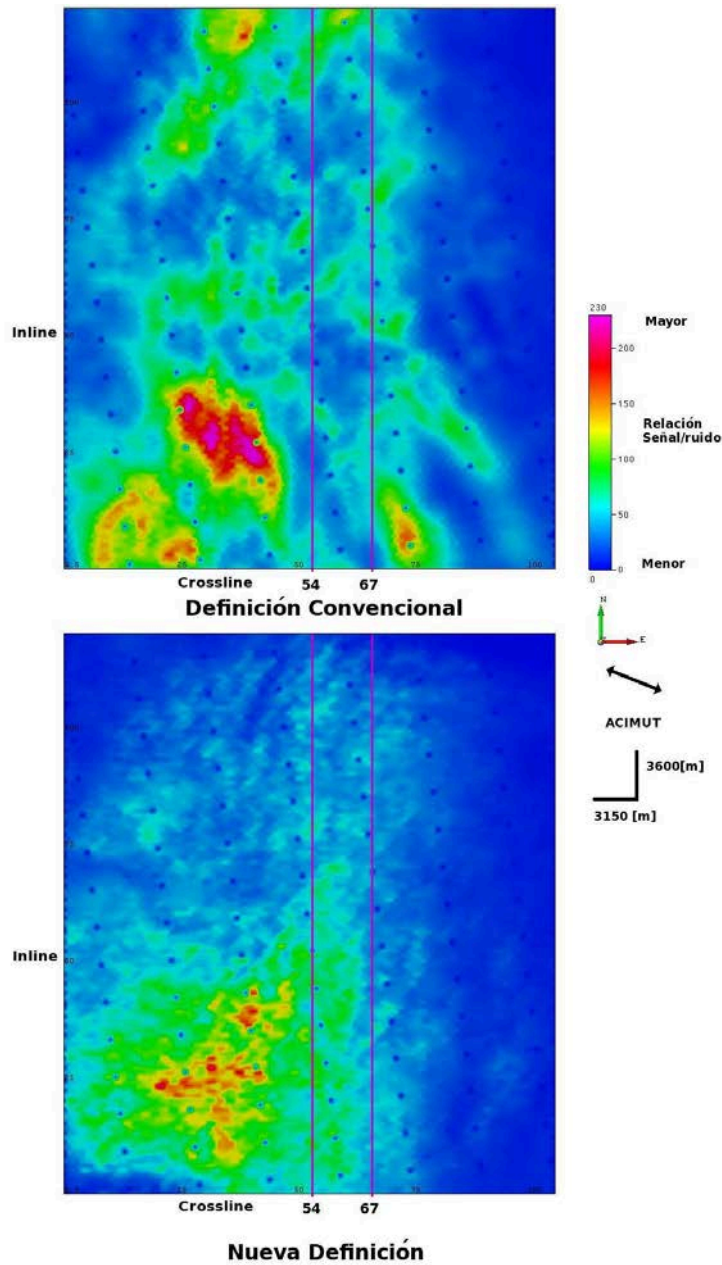 Inline
Crossline
54
67
Definición Convencional
230
Mayor
200
150
Relación
Señal/ruido
100
50
Menor
0
N
E
ACIMUT
3600[m]
3150 [m]
Inline
Crossline
54
67
Nueva Definición